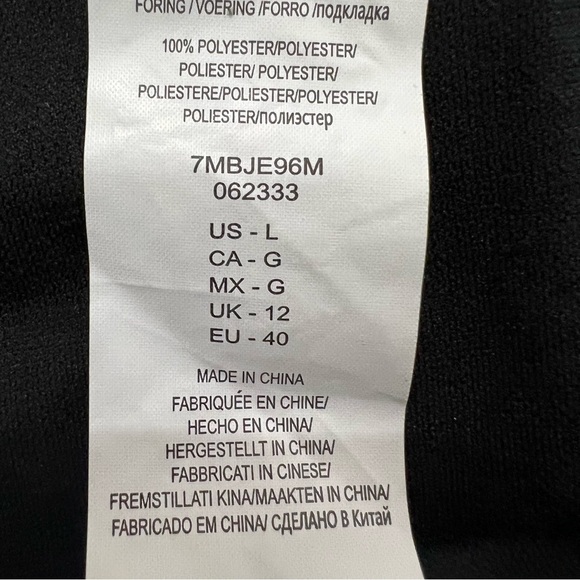 FORING / VOERING /FORRO /подкладка
100% POLYESTER/POLYESTER/
POLIESTER/ POLYESTER/
POLIESTERE/POLIESTER/POLYESTER/
POLIESTER/полиэстер
7MBJE96M
062333
US - L
CA - G
MX - G
UK - 12
EU - 40
MADE IN CHINA
FABRIQUÉE EN CHINE/
HECHO EN CHINA/
HERGESTELLT IN CHINA/
FABBRICATI IN CINESE/
FREMSTILLATI KINA/MAAKTEN IN CHINA/
FABRICADO EM CHINA/ СДЕЛАНО В Китай